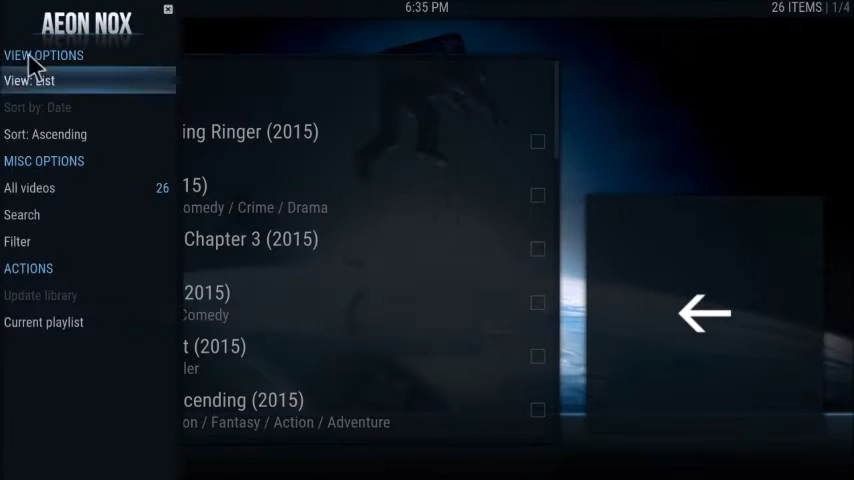 6:35 PM
26 ITEMS | 1/4
AEON NOX
VIEW OPTIONS
View: List
Sort by: Date
Sort: Ascending
MISC OPTIONS
All videos 26
Search
Filter
ACTIONS
Update library
Current playlist
ing Ringer (2015)
15)
omedy / Crime / Drama
Chapter 3 (2015)
2015)
Comedy
t (2015)
ler
cending (2015)
on / Fantasy / Action / Adventure